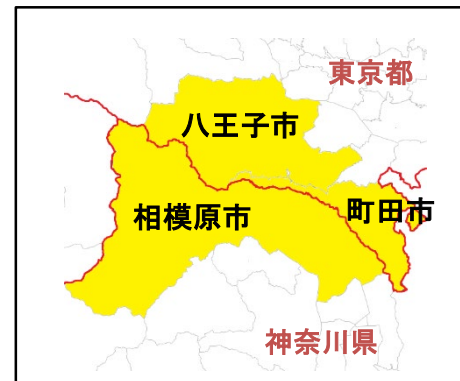 東京都
八王子市
相模原市
町田市
神奈川県